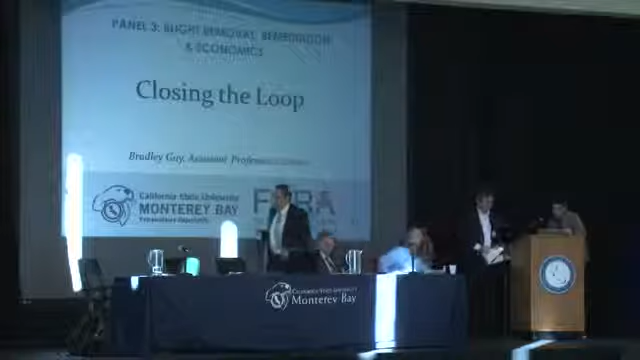 PANEL 3: BLIGHT REMOVAL, REMEDIATION
& ECONOMICS
Closing the Loop
Bradley Guy, Assistant Professor
California State University
MONTEREY BAY
Monterey Bay